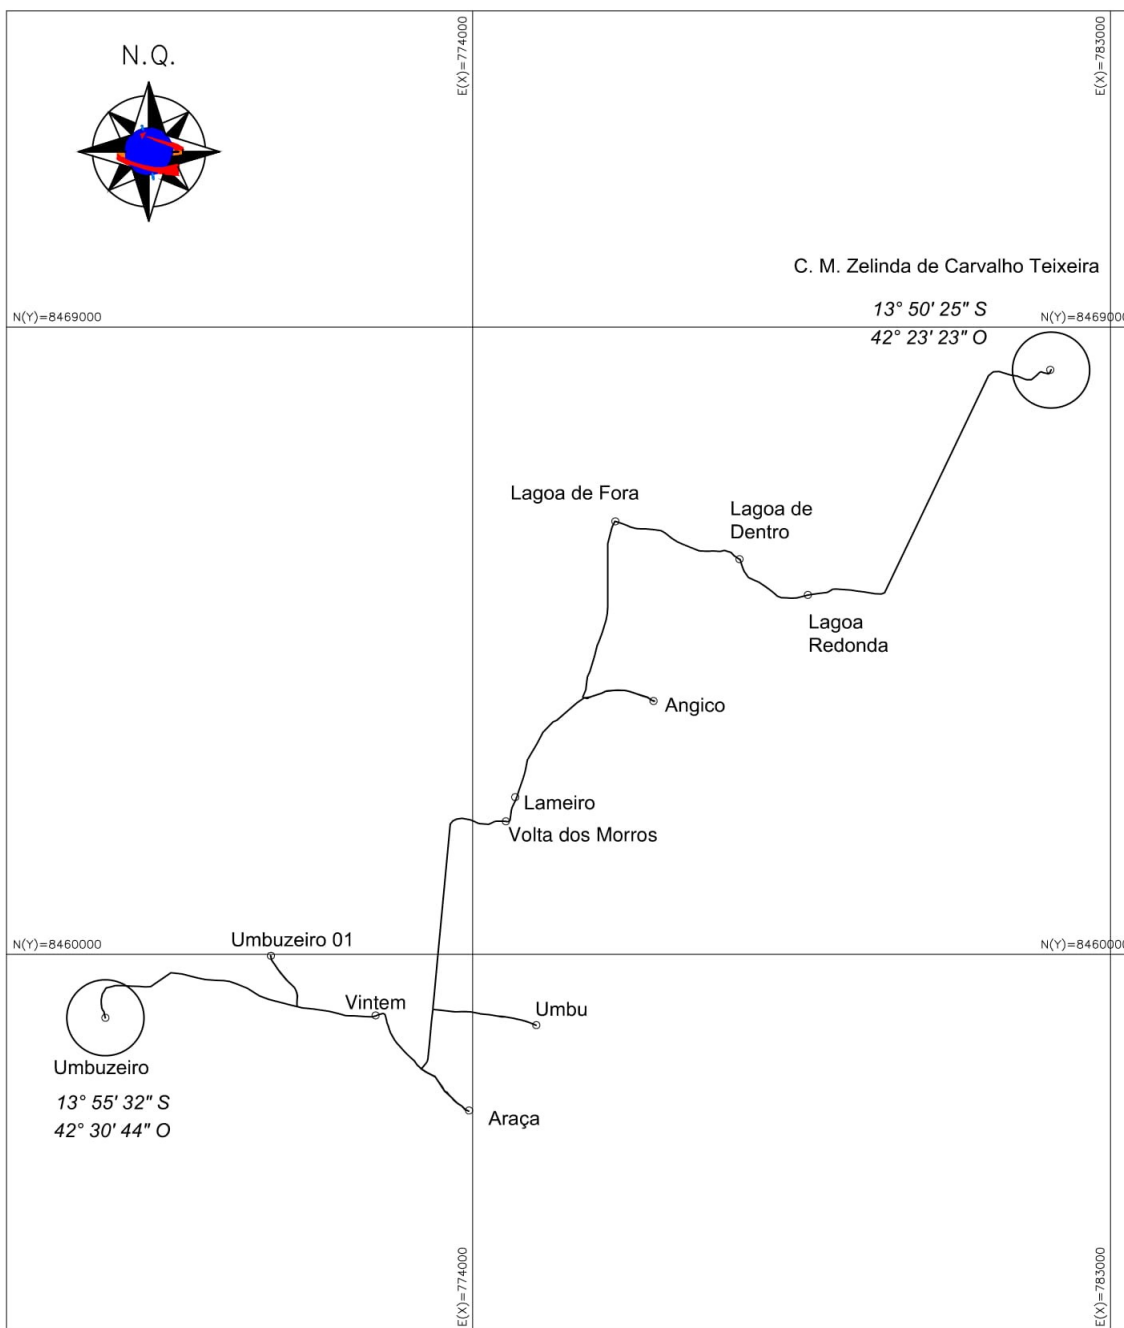 E(X)=774000
E(X)=783000
N.Q.
C. M. Zelinda de Carvalho Teixeira
13° 50' 25" S
42° 23' 23" O
N(Y)=8469000
N(Y)=8469000
Lagoa de Fora
Lagoa de
Dentro
Lagoa
Redonda
Angico
Lameiro
Volta dos Morros
N(Y)=8460000
N(Y)=8460000
Umbuzeiro 01
Vintem
Umbu
Umbuzeiro
13° 55' 32" S
42° 30' 44" O
Araça
E(X)=774000
E(X)=783000